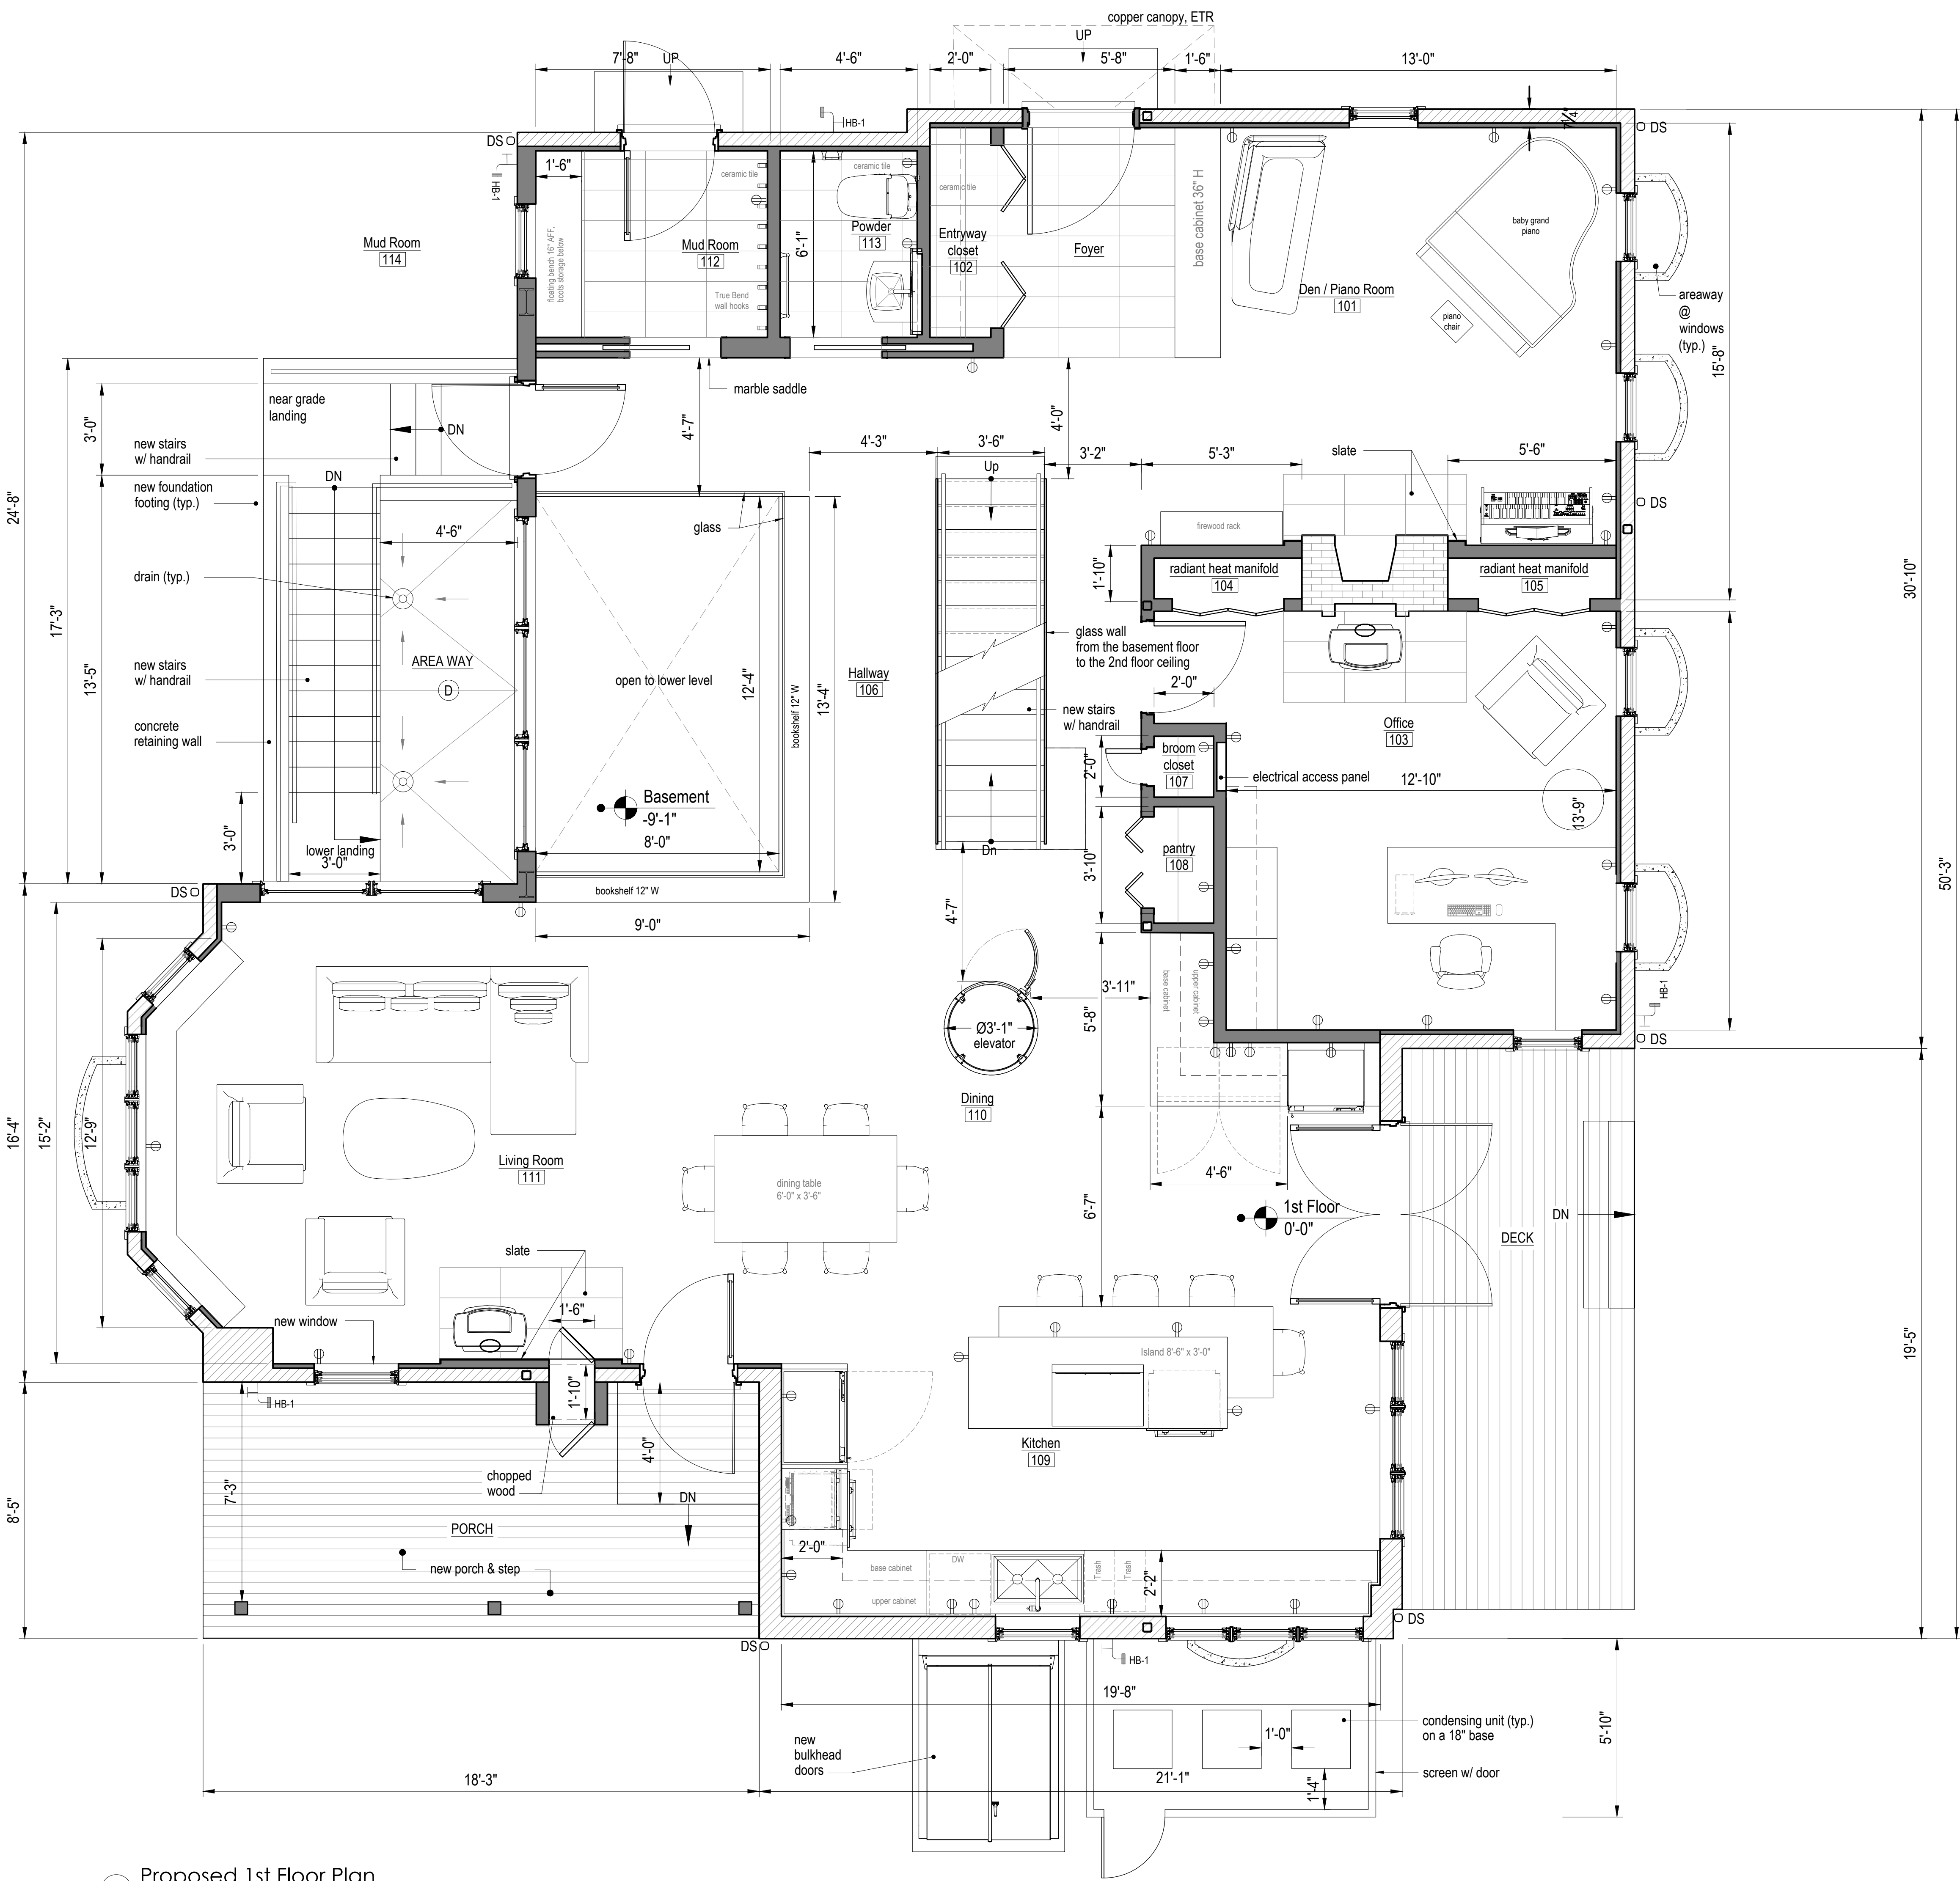 copper canopy, ETR
UP
UP
7'-8"
4'-6"
2'-0"
5'-8"
1'-6"
13'-0"
HB-1
DS
DS
HB-1
1'-6"
ceramic tile
ceramic tile
ceramic tile
floating bench 16" AFF,
boots storage below
Mud Room
114
Mud Room
112
True Bend
wall hooks
Powder
113
6'-1"
Entryway
closet
102
Foyer
base cabinet 36" H
Den / Piano Room
101
baby grand
piano
piano
chair
areaway
@
windows
(typ.)
15'-8"
30'-10"
50'-3"
24'-8"
marble saddle
near grade
landing
3'-0"
new stairs
w/ handrail
DN
DN
new foundation
footing (typ.)
4'-7"
4'-0"
4'-3"
3'-6"
3'-2"
5'-3"
slate
5'-6"
Up
DS
glass
4'-6"
firewood rack
drain (typ.)
17'-3"
13'-5"
1'-10"
radiant heat manifold
104
radiant heat manifold
105
glass wall
from the basement floor
to the 2nd floor ceiling
new stairs
w/ handrail
AREA WAY
D
open to lower level
12'-4"
bookshelf 12" W
13'-4"
Hallway
106
2'-0"
new stairs
w/ handrail
Office
103
concrete
retaining wall
broom
closet
107
2'-0"
electrical access panel
12'-10"
13'-9"
Basement
-9'-1"
8'-0"
3'-0"
lower landing
3'-0"
Dn
pantry
108
3'-10"
DS
bookshelf 12" W
9'-0"
4'-7"
base cabinet
upper cabinet
3'-11"
5'-8"
HB-1
DS
Ø3'-1"
elevator
Dining
110
16'-4"
15'-2"
12'-9"
Living Room
111
dining table
6'-0" x 3'-6"
4'-6"
6'-7"
1st Floor
0'-0"
DN
DECK
slate
1'-6"
new window
Island 8'-6" x 3'-0"
19'-5"
HB-1
1'-10"
4'-0"
7'-3"
8'-5"
chopped
wood
DN
Kitchen
109
PORCH
new porch & step
2'-0"
base cabinet
upper cabinet
DW
Trash
Trash
2'-2"
DS
DS
HB-1
19'-8"
new
bulkhead
doors
1'-0"
condensing unit (typ.)
on a 18" base
5'-10"
screen w/ door
18'-3"
21'-1"
1'-4"
Proposed 1st Floor Plan